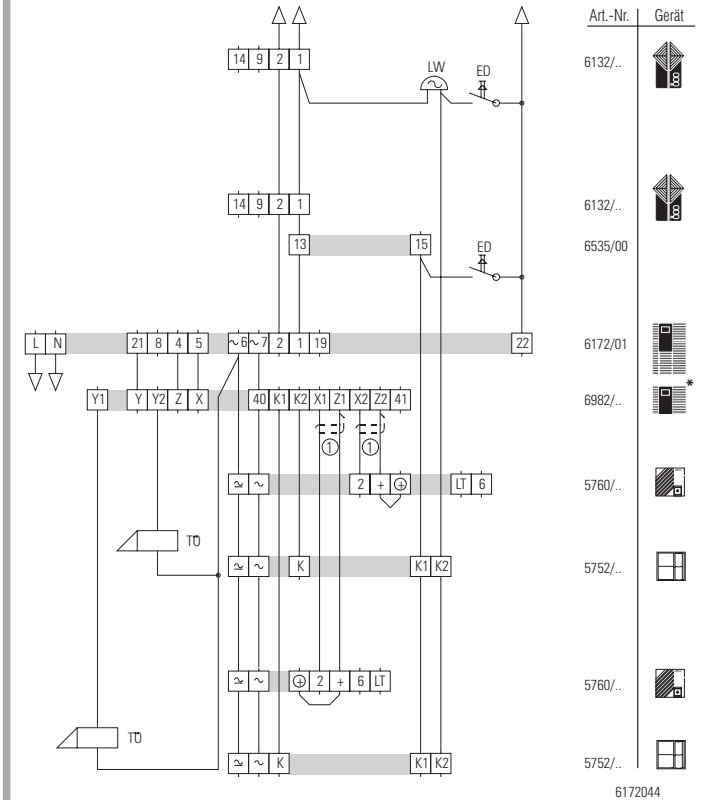 Art.-Nr. Gerät
14 9 2 1 LW ED 6132/..
14 9 2 1 6132/..
13 15 ED 6535/00
L N 21 8 4 5 ~6 ~7 2 1 19 22 6172/01
Y1 Y Y2 Z X 40 K1 K2 X1 Z1 X2 Z2 41 6982/.. *
1 1
≃ ~ 2 + + LT 6 5760/..
TÖ
≃ ~ K K1 K2 5752/..
≃ ~ + 2 + 6 LT 5760/..
TÖ
≃ ~ K K1 K2 5752/..
6172044